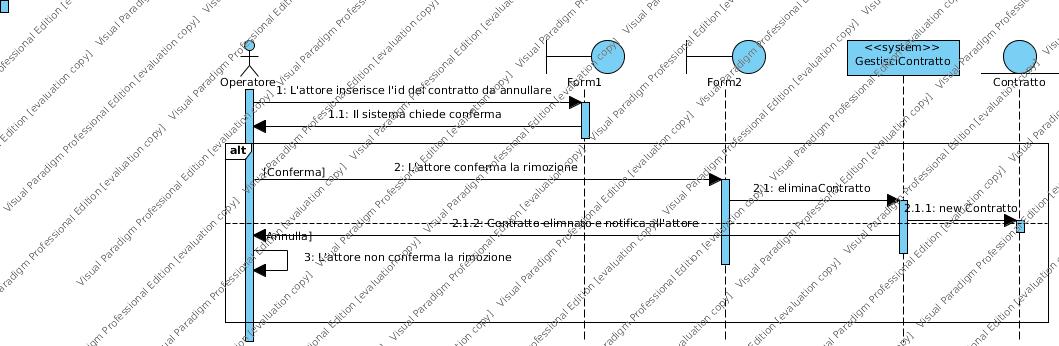 <<system>>
GestisciContratto
Operatore
Form1
Form2
Contratto
1: L'attore inserisce l'id del contratto da annullare
1.1: Il sistema chiede conferma
alt
[Conferma]
2: L'attore conferma la rimozione
2.1: eliminaContratto
2.1.1: new Contratto
2.1.2: Contratto elimnato e notifica all'attore
[Annulla]
3: L'attore non conferma la rimozione
Visual Paradigm Professional Edition [evaluation copy]